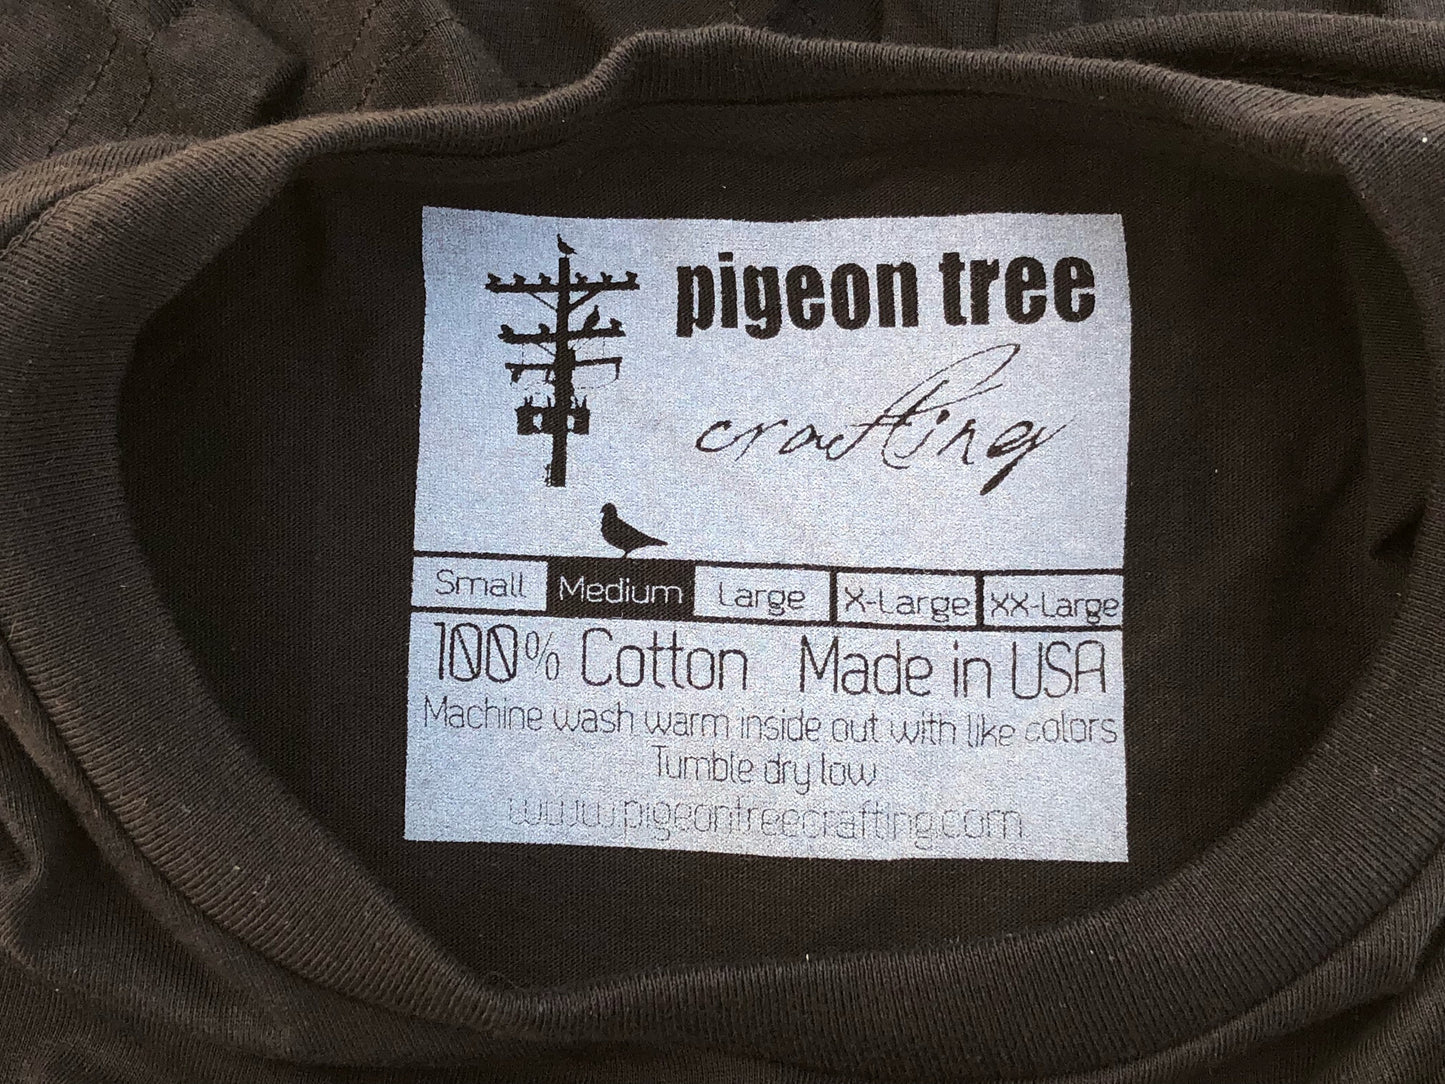 pigeon tree
crafting
Small Medium Large X-Large XX-Large
100% Cotton Made in USA
Machine wash warm inside out with like colors
Tumble dry low
www.pigeontreecrafting.com